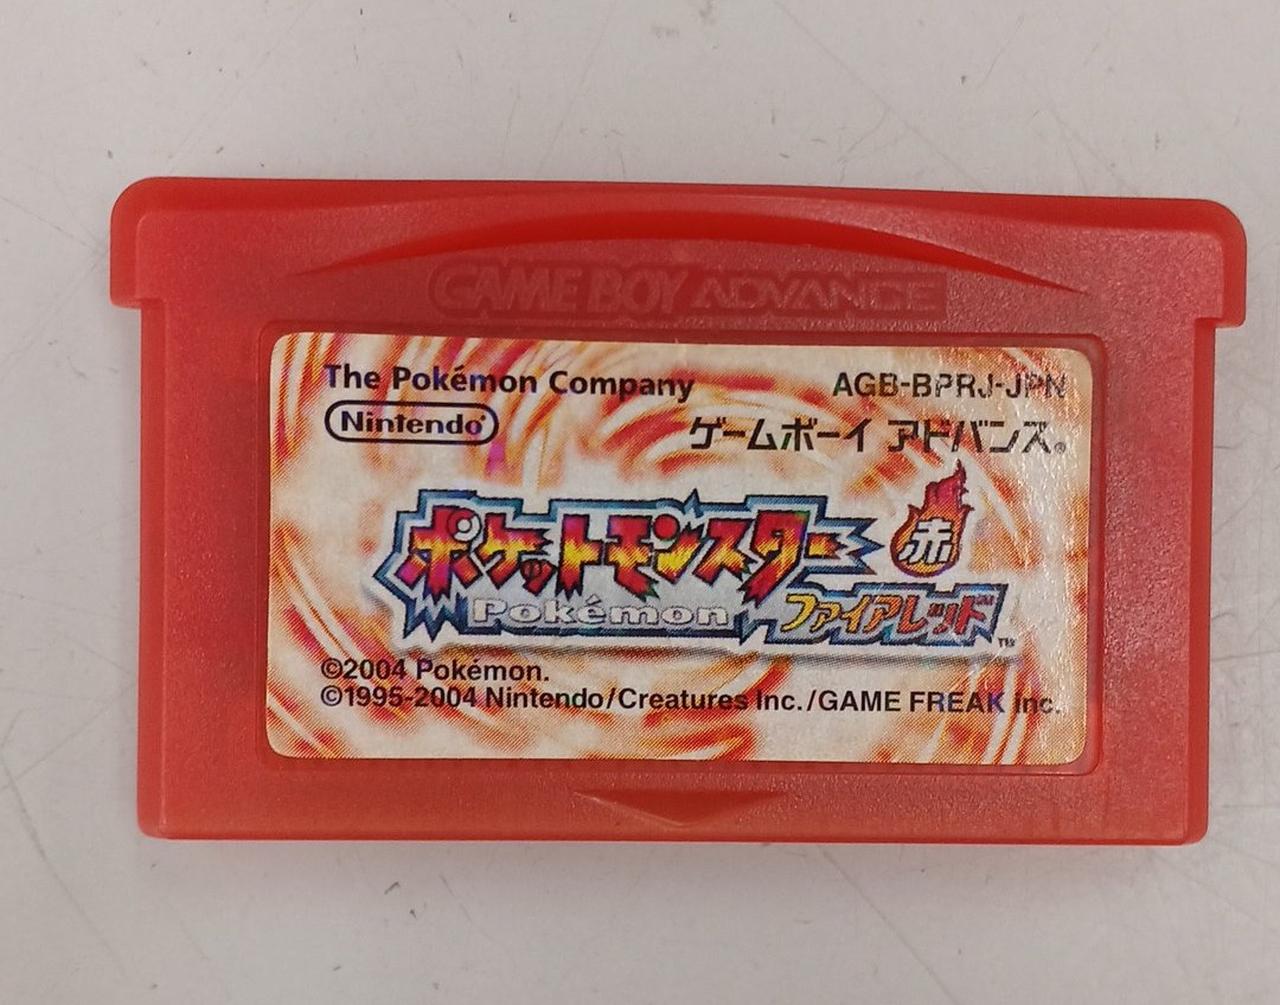 GAME BOY ADVANCE
The Pokémon Company
AGB-BPRJ-JPN
Nintendo
ゲームボーイ アドバンス®
ポケットモンスター
赤
Pokémon
ファイアレッド™
©2004 Pokémon.
©1995-2004 Nintendo/Creatures Inc./GAME FREAK inc.